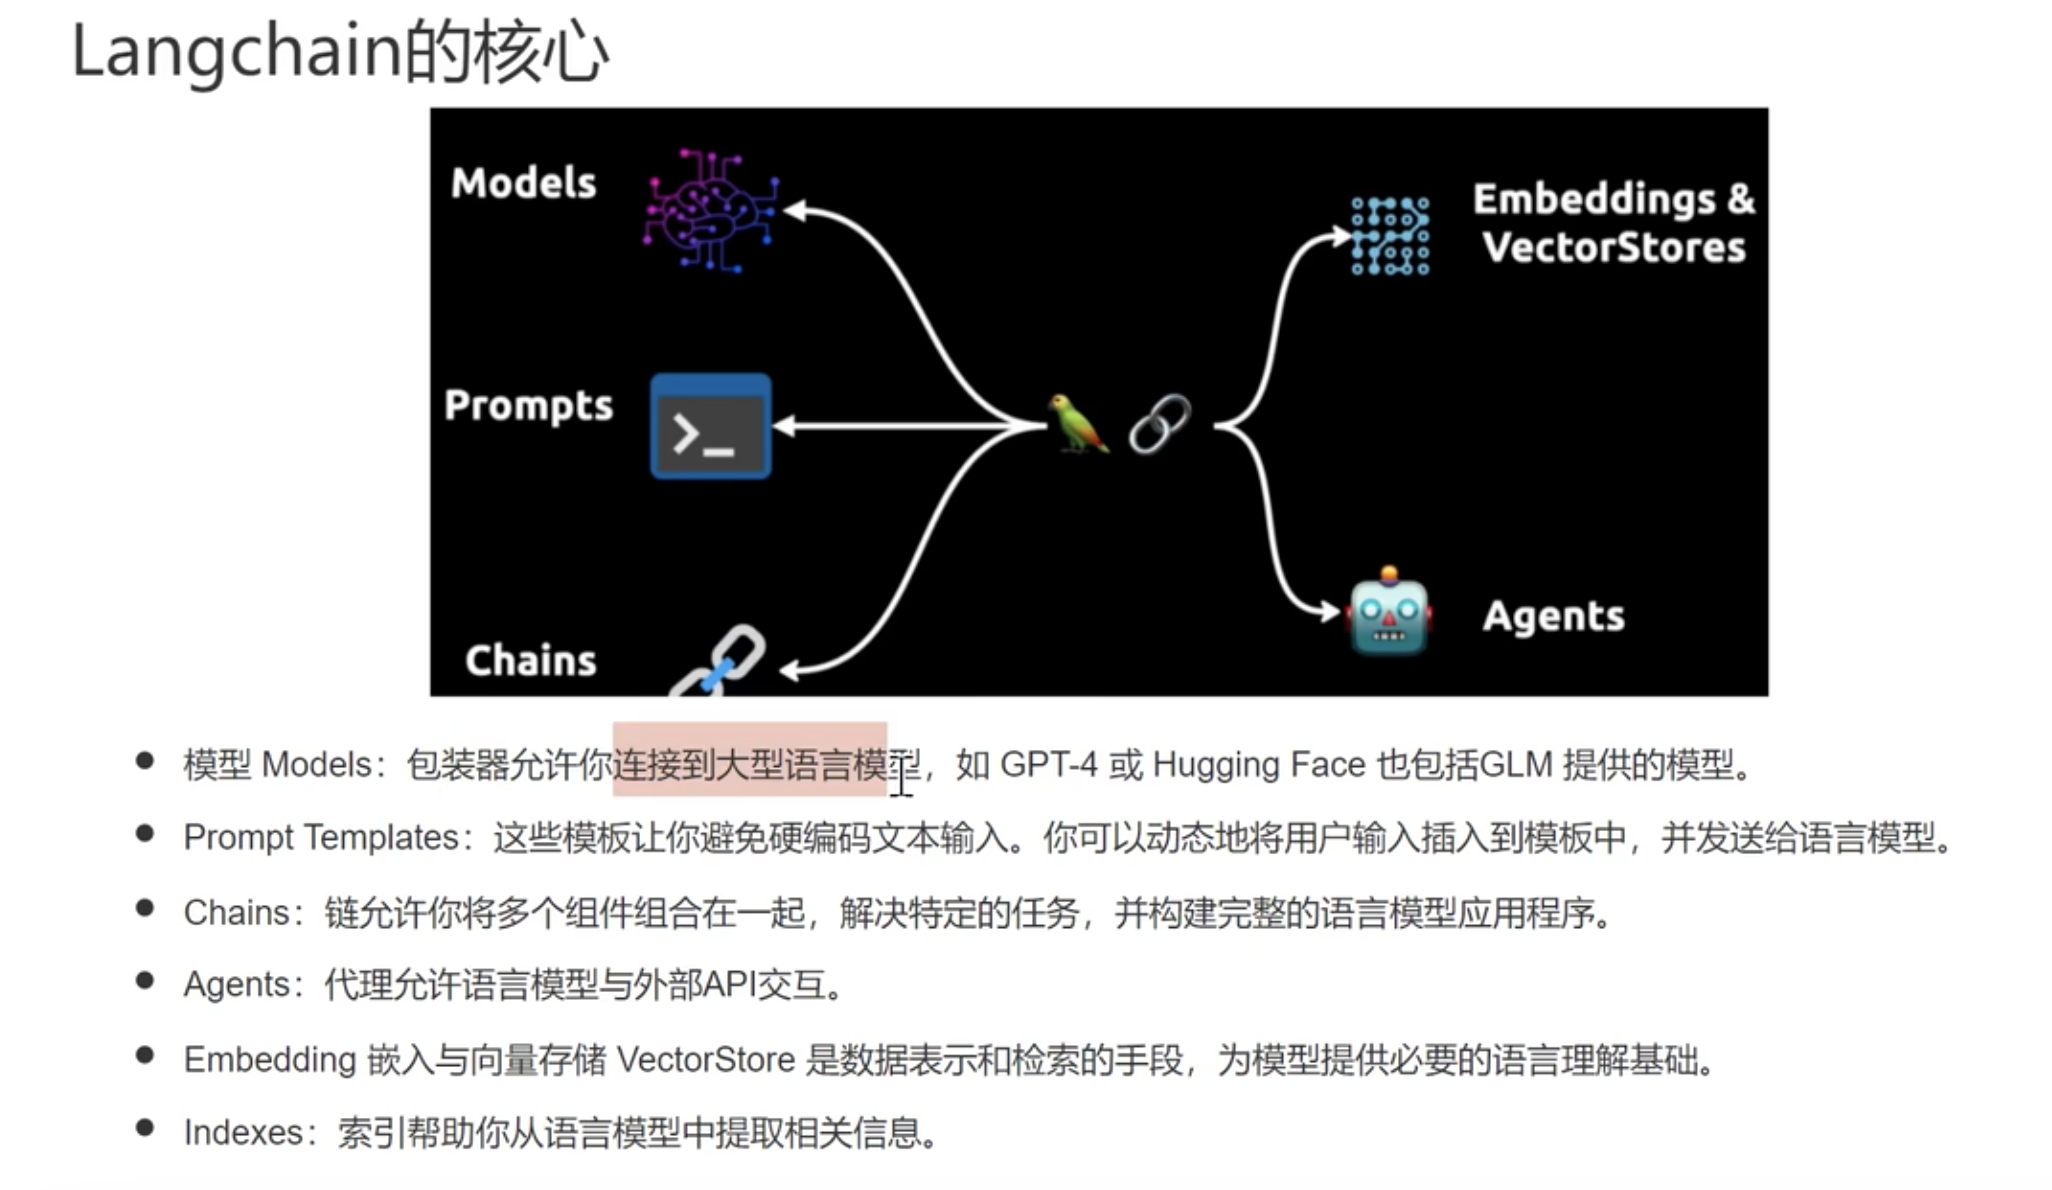 Langchain的核心
Models
Embeddings &
VectorStores
Prompts
Chains
Agents
模型 Models：包装器允许你连接到大型语言模型，如 GPT-4 或 Hugging Face 也包括GLM 提供的模型。
Prompt Templates：这些模板让你避免硬编码文本输入。你可以动态地将用户输入插入到模板中，并发送给语言模型。
Chains：链允许你将多个组件组合在一起，解决特定的任务，并构建完整的语言模型应用程序。
Agents：代理允许语言模型与外部API交互。
Embedding 嵌入与向量存储 VectorStore 是数据表示和检索的手段，为模型提供必要的语言理解基础。
Indexes：索引帮助你从语言模型中提取相关信息。